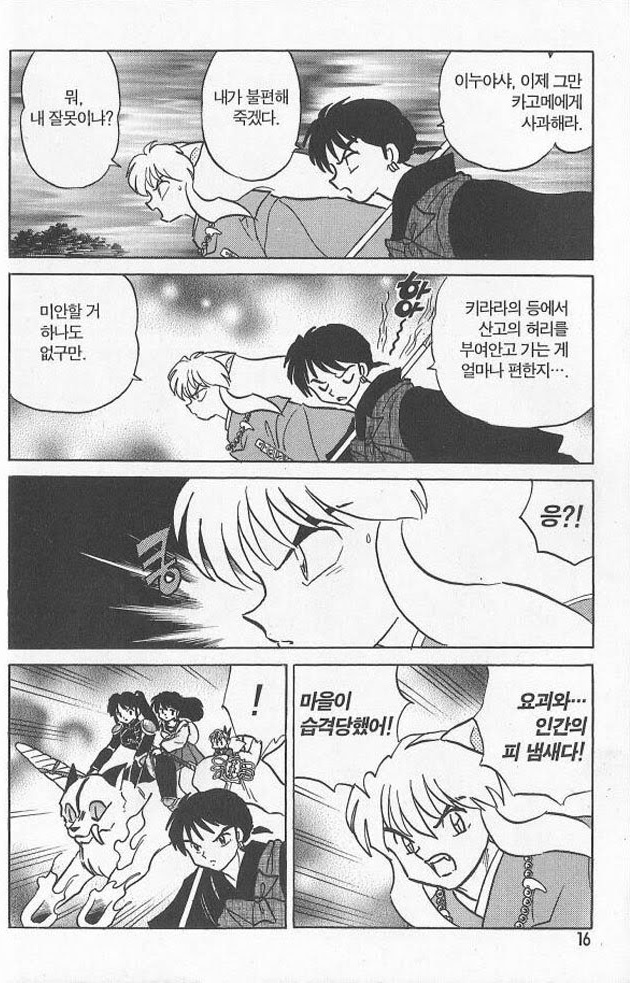 이누야샤, 이제 그만
카고메에게
사과해라.
내가 불편해
죽겠다.
뭐,
내 잘못이냐?
키라라의 등에서
산고의 허리를
부여안고 가는 게
얼마나 편한지….
하아
미안할 거
하나도
없구만.
응?!
킁
요괴와…
인간의
피 냄새다!
마을이
습격당했어!
!
16